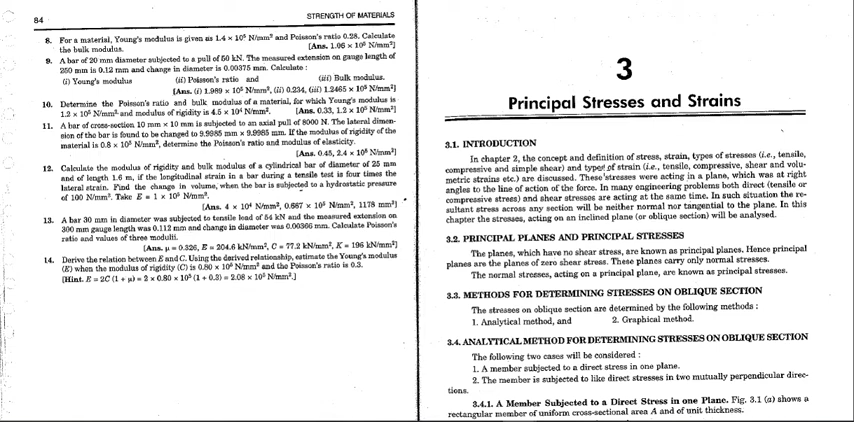 84
STRENGTH OF MATERIALS
8. For a material, Young's modulus is given as 1.4 × 10⁵ N/mm² and Poisson's ratio 0.28. Calculate
the bulk modulus. [Ans. 1.06 × 10⁵ N/mm²]
9. A bar of 20 mm diameter subjected to a pull of 50 kN. The measured extension on gauge length of
250 mm is 0.12 mm and change in diameter is 0.00375 mm. Calculate :
(i) Young's modulus (ii) Poisson's ratio and (iii) Bulk modulus.
[Ans. (i) 1.989 × 10⁵ N/mm², (ii) 0.234, (iii) 1.2465 × 10⁵ N/mm²]
10. Determine the Poisson's ratio and bulk modulus of a material, for which Young's modulus is
1.2 × 10⁵ N/mm² and modulus of rigidity is 4.5 × 10⁴ N/mm². [Ans. 0.33, 1.2 × 10⁵ N/mm²]
11. A bar of cross-section 10 mm × 10 mm is subjected to an axial pull of 8000 N. The lateral dimen-
sion of the bar is found to be changed to 9.9985 mm × 9.9985 mm. If the modulus of rigidity of the
material is 0.8 × 10⁵ N/mm², determine the Poisson's ratio and modulus of elasticity.
[Ans. 0.45, 2.4 × 10⁵ N/mm²]
12. Calculate the modulus of rigidity and bulk modulus of a cylindrical bar of diameter of 25 mm
and of length 1.6 m, if the longitudinal strain in a bar during a tensile test is four times the
lateral strain. Find the change in volume, when the bar is subjected to a hydrostatic pressure
of 100 N/mm². Take E = 1 × 10⁵ N/mm².
[Ans. 4 × 10⁴ N/mm², 0.667 × 10⁵ N/mm², 1178 mm³]
13. A bar 30 mm in diameter was subjected to tensile load of 54 kN and the measured extension on
300 mm gauge length was 0.112 mm and change in diameter was 0.00366 mm. Calculate Poisson's
ratio and values of three modulii.
[Ans. μ = 0.326, E = 204.6 kN/mm², C = 77.2 kN/mm², K = 196 kN/mm²]
14. Derive the relation between E and C. Using the derived relationship, estimate the Young's modulus
(E) when the modulus of rigidity (C) is 0.80 × 10⁵ N/mm² and the Poisson's ratio is 0.3.
[Hint. E = 2C (1 + μ) = 2 × 0.80 × 10⁵ (1 + 0.3) = 2.08 × 10⁵ N/mm².]
3
Principal Stresses and Strains
3.1. INTRODUCTION
In chapter 2, the concept and definition of stress, strain, types of stresses (i.e., tensile,
compressive and simple shear) and types of strain (i.e., tensile, compressive, shear and volu-
metric strains etc.) are discussed. These stresses were acting in a plane, which was at right
angles to the line of action of the force. In many engineering problems both direct (tensile or
compressive stress) and shear stresses are acting at the same time. In such situation the re-
sultant stress across any section will be neither normal nor tangential to the plane. In this
chapter the stresses, acting on an inclined plane (or oblique section) will be analysed.
3.2. PRINCIPAL PLANES AND PRINCIPAL STRESSES
The planes, which have no shear stress, are known as principal planes. Hence principal
planes are the planes of zero shear stress. These planes carry only normal stresses.
The normal stresses, acting on a principal plane, are known as principal stresses.
3.3. METHODS FOR DETERMINING STRESSES ON OBLIQUE SECTION
The stresses on oblique section are determined by the following methods :
1. Analytical method, and 2. Graphical method.
3.4. ANALYTICAL METHOD FOR DETERMINING STRESSES ON OBLIQUE SECTION
The following two cases will be considered :
1. A member subjected to a direct stress in one plane.
2. The member is subjected to like direct stresses in two mutually perpendicular direc-
tions.
3.4.1. A Member Subjected to a Direct Stress in one Plane. Fig. 3.1 (a) shows a
rectangular member of uniform cross-sectional area A and of unit thickness.